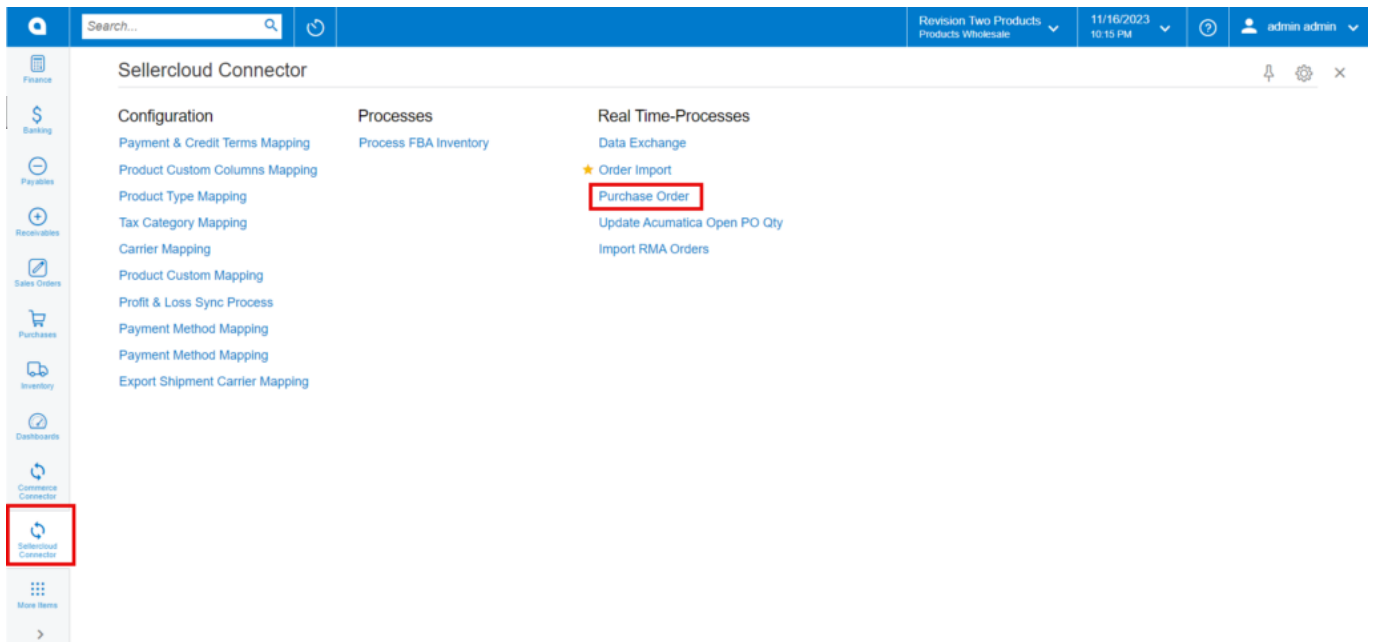 Search...
Revision Two Products
Products Wholesale
11/16/2023
10:15 PM
admin admin
Finance
Banking
Payables
Receivables
Sales Orders
Purchases
Inventory
Dashboards
Commerce
Connector
Sellercloud
Connector
More Items
Sellercloud Connector
Configuration
Payment & Credit Terms Mapping
Product Custom Columns Mapping
Product Type Mapping
Tax Category Mapping
Carrier Mapping
Product Custom Mapping
Profit & Loss Sync Process
Payment Method Mapping
Payment Method Mapping
Export Shipment Carrier Mapping
Processes
Process FBA Inventory
Real Time-Processes
Data Exchange
Order Import
Purchase Order
Update Acumatica Open PO Qty
Import RMA Orders